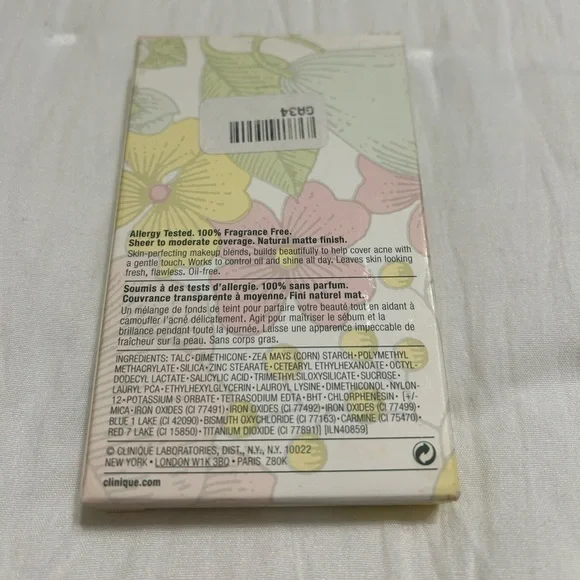 GA34
Allergy Tested. 100% Fragrance Free.
Sheer to moderate coverage. Natural matte finish.
Skin-perfecting makeup blends, builds beautifully to help cover acne with
a gentle touch. Works to control oil and shine all day. Leaves skin looking
fresh, flawless. Oil-free.
Soumis à des tests d'allergie. 100% sans parfum.
Couvrance transparente à moyenne. Fini naturel mat.
Un mélange de fonds de teint pour parfaire votre beauté tout en aidant à
camoufler l'acné délicatement. Agit pour maîtriser le sébum et la
brillance pendant toute la journée. Laisse une apparence impeccable de
fraîcheur sur la peau. Sans corps gras.
INGREDIENTS: TALC•DIMETHICONE•ZEA MAYS (CORN) STARCH•POLYMETHYL
METHACRYLATE•SILICA•ZINC STEARATE•CETEARYL ETHYLHEXANOATE•OCTYL-
DODECYL LACTATE•SALICYLIC ACID•TRIMETHYLSILOXYSILICATE•SUCROSE•
LAURYL PCA•ETHYLHEXYLGLYCERIN•LAUROYL LYSINE•DIMETHICONOL•NYLON-
12•POTASSIUM SORBATE•TETRASODIUM EDTA•BHT•CHLORPHENESIN•[+/-
MICA•IRON OXIDES (CI 77491)•IRON OXIDES (CI 77492)•IRON OXIDES (CI 77499)•
BLUE 1 LAKE (CI 42090)•BISMUTH OXYCHLORIDE (CI 77163)•CARMINE (CI 75470)•
RED 7 LAKE (CI 15850)•TITANIUM DIOXIDE (CI 77891)] [ILN40859]
© CLINIQUE LABORATORIES, DIST., N.Y., N.Y. 10022
NEW YORK • LONDON W1K 3BQ • PARIS Z80K
clinique.com